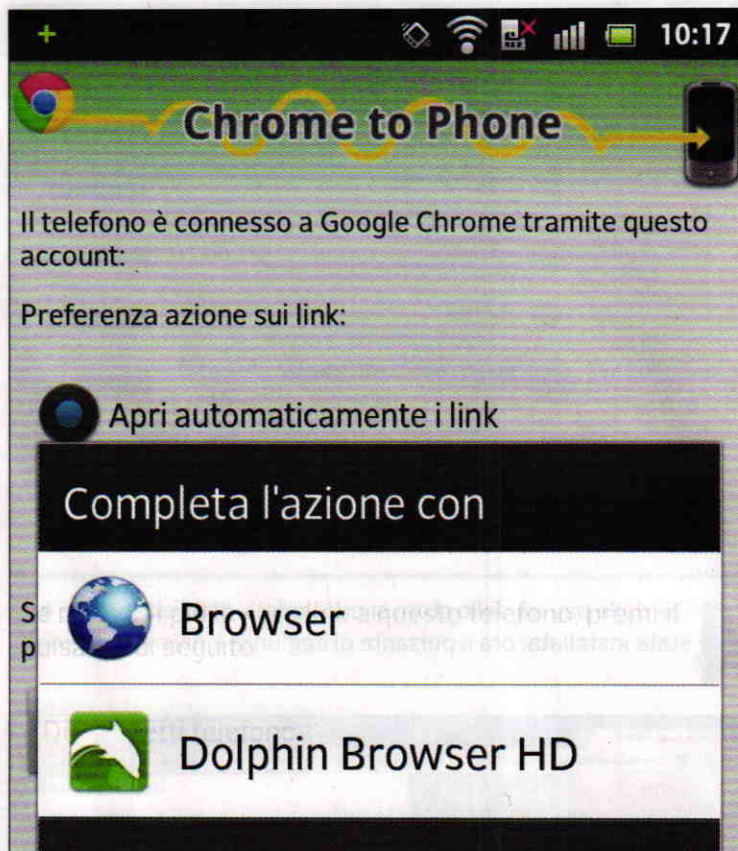 10:17
Chrome to Phone
Il telefono è connesso a Google Chrome tramite questo
account:
Preferenza azione sui link:
Apri automaticamente i link
Completa l'azione con
Browser
Dolphin Browser HD